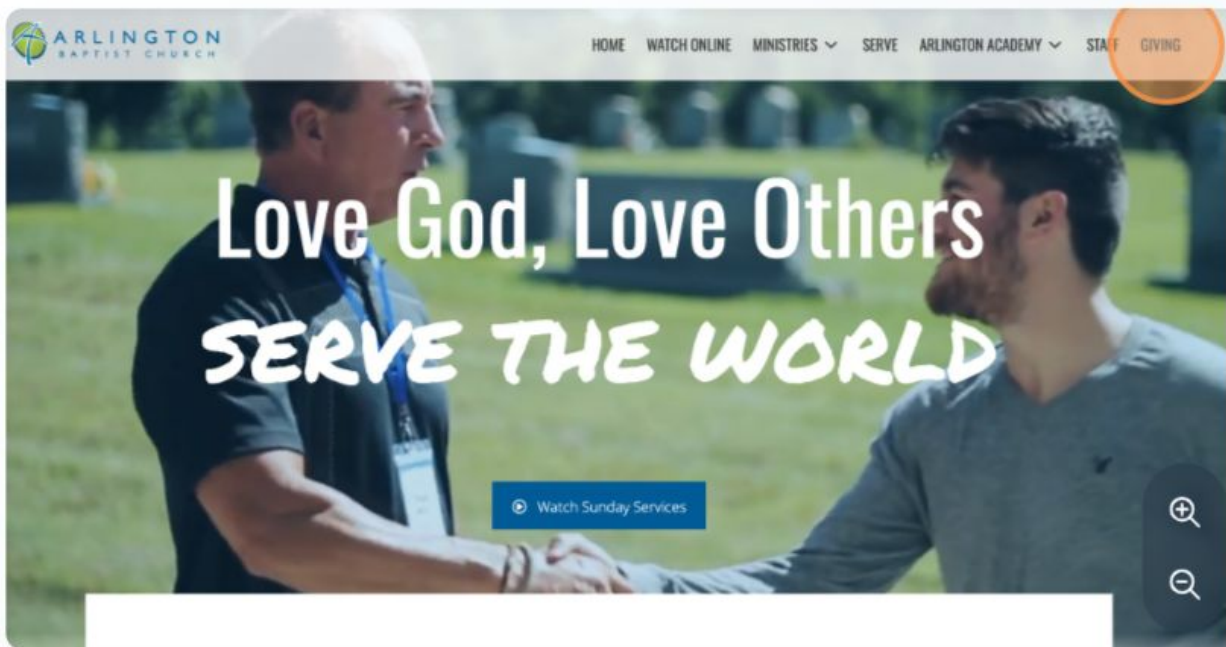 ARLINGTON
BAPTIST CHURCH
HOME WATCH ONLINE MINISTRIES SERVE ARLINGTON ACADEMY STAFF GIVING
Love God, Love Others
SERVE THE WORLD
Watch Sunday Services